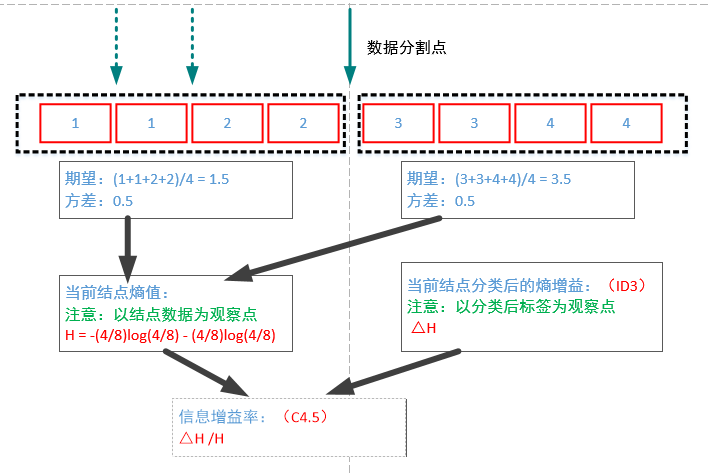 数据分割点
1 1 2 2 3 3 4 4
期望：(1+1+2+2)/4 = 1.5
方差：0.5
期望：(3+3+4+4)/4 = 3.5
方差：0.5
当前结点熵值：
注意：以结点数据为观察点
H = -(4/8)log(4/8) - (4/8)log(4/8)
当前结点分类后的熵增益：（ID3）
注意：以分类后标签为观察点
△H
信息增益率：（C4.5）
△H /H